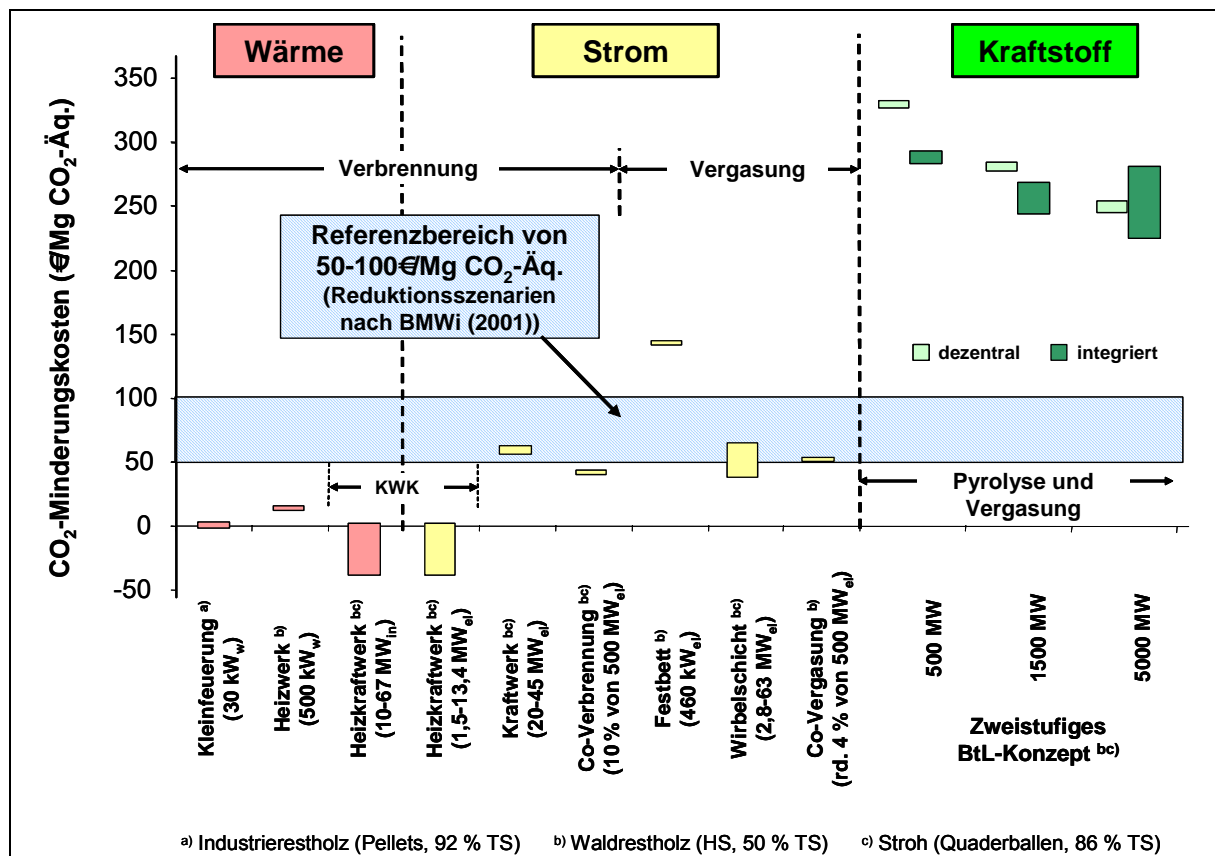 Wärme
Strom
Kraftstoff
CO₂-Minderungskosten (€/Mg CO₂-Äq.)
350
300
250
200
150
100
50
0
-50
Verbrennung
Vergasung
Referenzbereich von
50-100€/Mg CO₂-Äq.
(Reduktionsszenarien
nach BMWi (2001))
dezentral
integriert
KWK
Pyrolyse und
Vergasung
Kleinfeuerung a)
(30 kWw)
Heizwerk b)
(500 kWw)
Heizkraftwerk bc)
(10-67 MWin)
Heizkraftwerk bc)
(1,5-13,4 MWel)
Kraftwerk bc)
(20-45 MWel)
Co-Verbrennung bc)
(10% von 500 MWel)
Festbett b)
(460 kWel)
Wirbelschicht bc)
(2,8-63 MWel)
Co-Vergasung b)
(rd. 4 % von 500 MWel)
500 MW
1500 MW
5000 MW
Zweistufiges
BtL-Konzept bc)
a) Industrierestholz (Pellets, 92 % TS) b) Waldrestholz (HS, 50 % TS) c) Stroh (Quaderballen, 86 % TS)